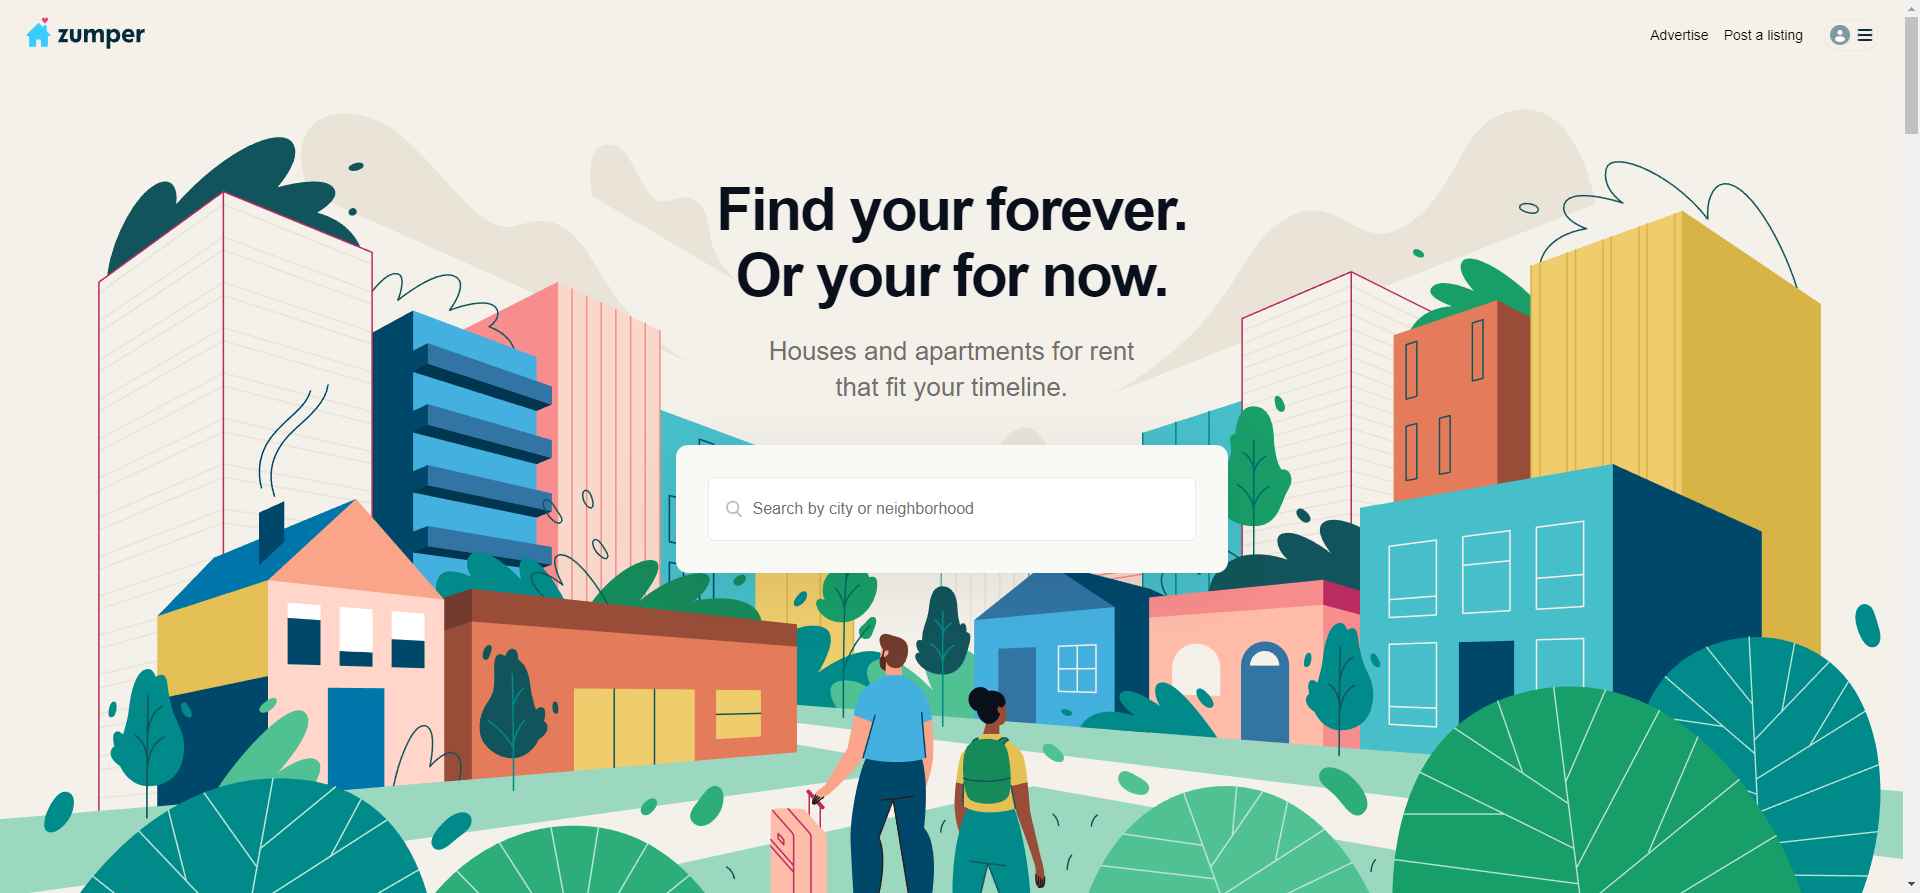 zumper
Advertise
Post a listing
Find your forever.
Or your for now.
Houses and apartments for rent
that fit your timeline.
Search by city or neighborhood